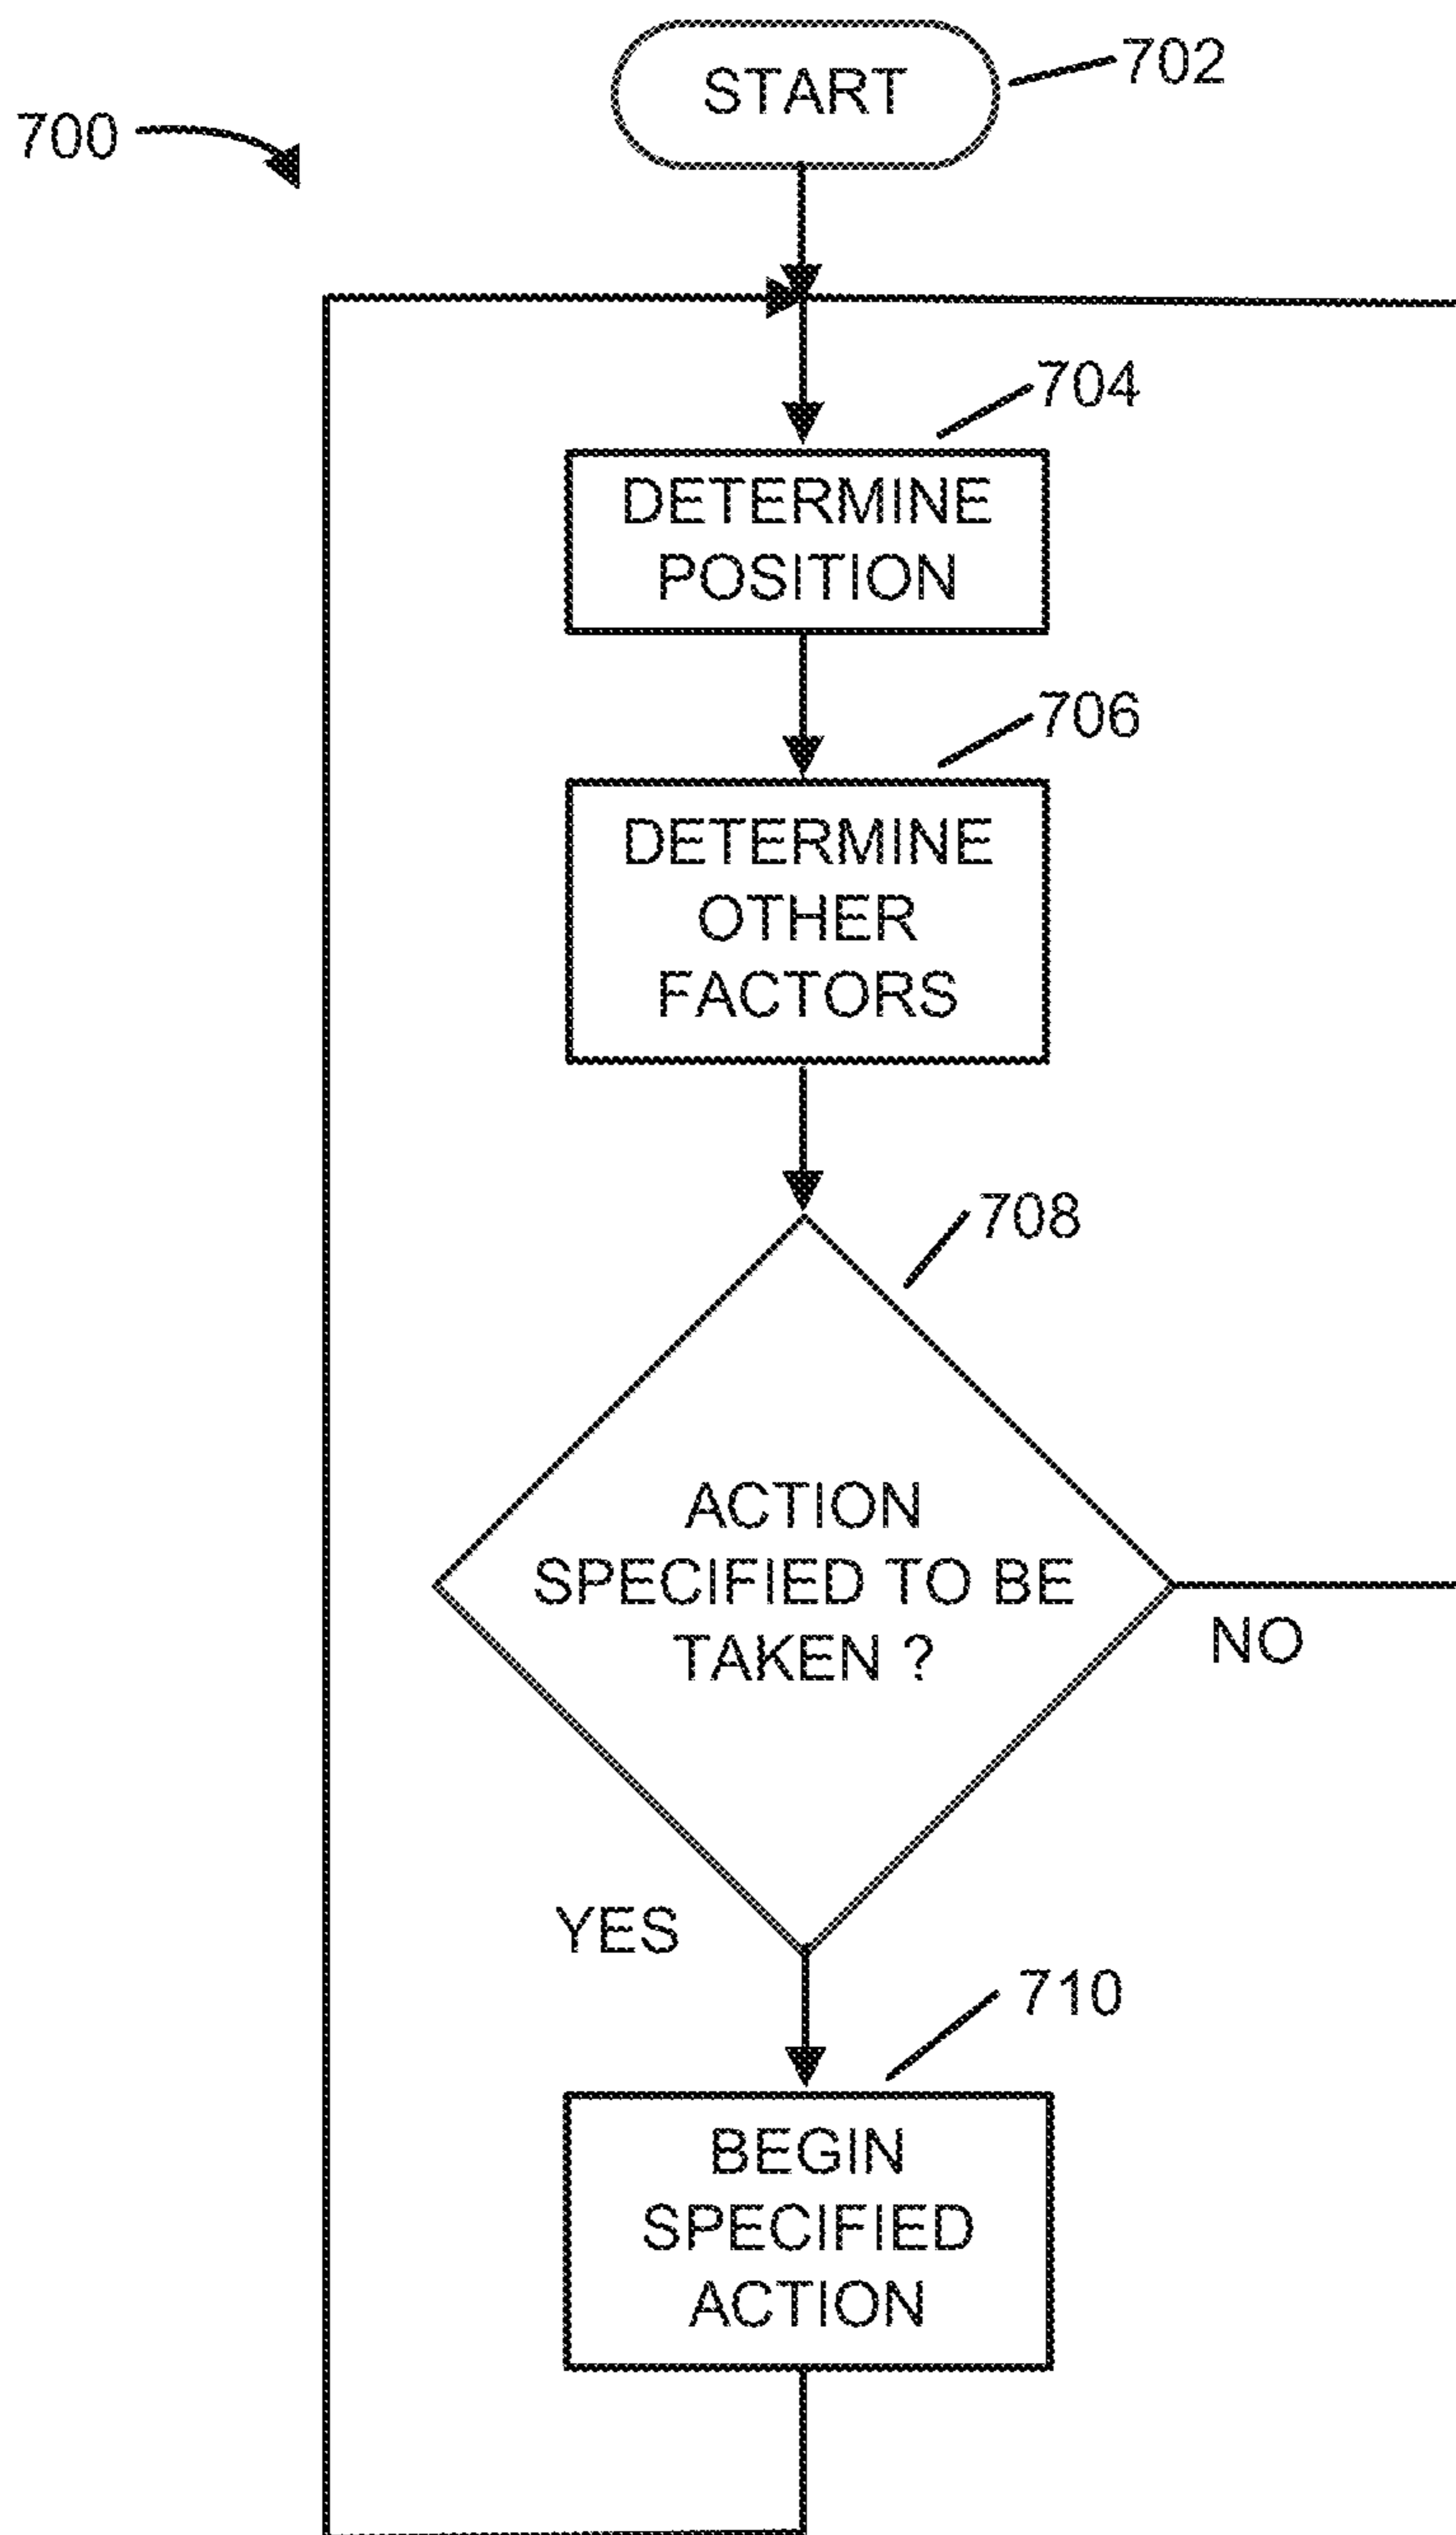 START
702
700
704
DETERMINE
POSITION
706
DETERMINE
OTHER
FACTORS
708
ACTION
SPECIFIED TO BE
TAKEN ?
NO
YES
710
BEGIN
SPECIFIED
ACTION